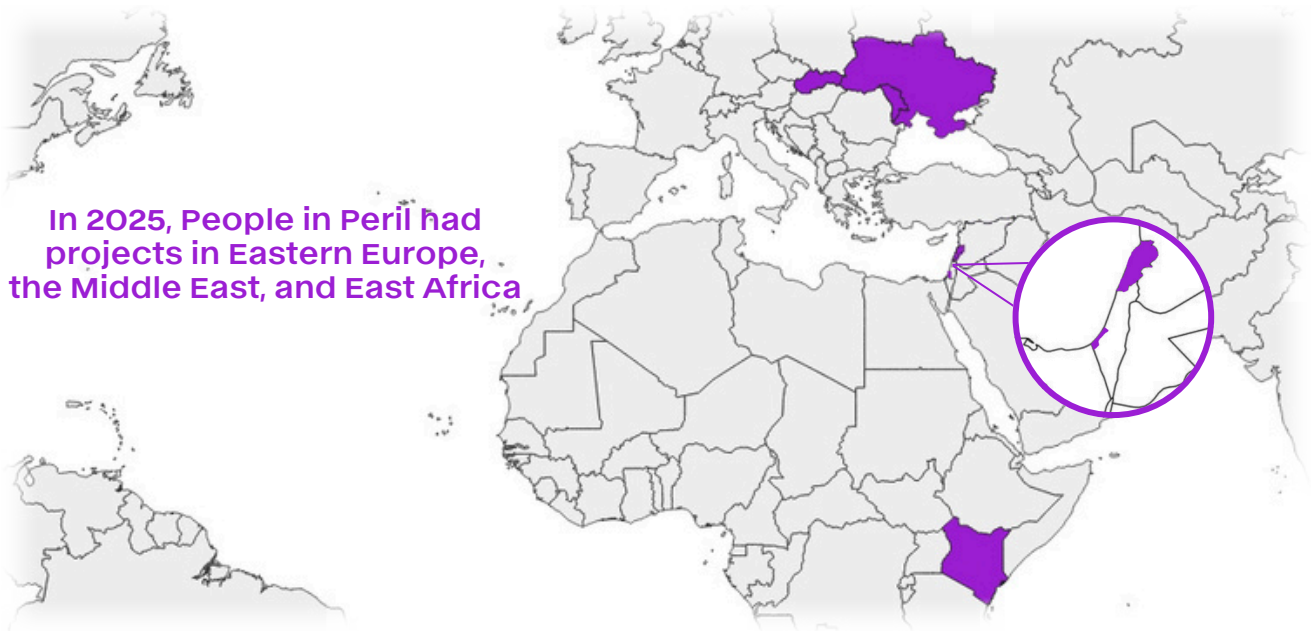 In 2025, People in Peril had
projects in Eastern Europe,
the Middle East, and East Africa